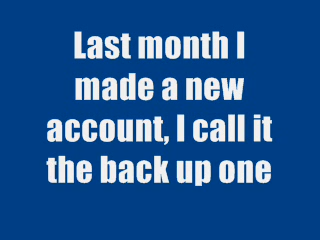 Last month I
made a new
account, I call it
the back up one